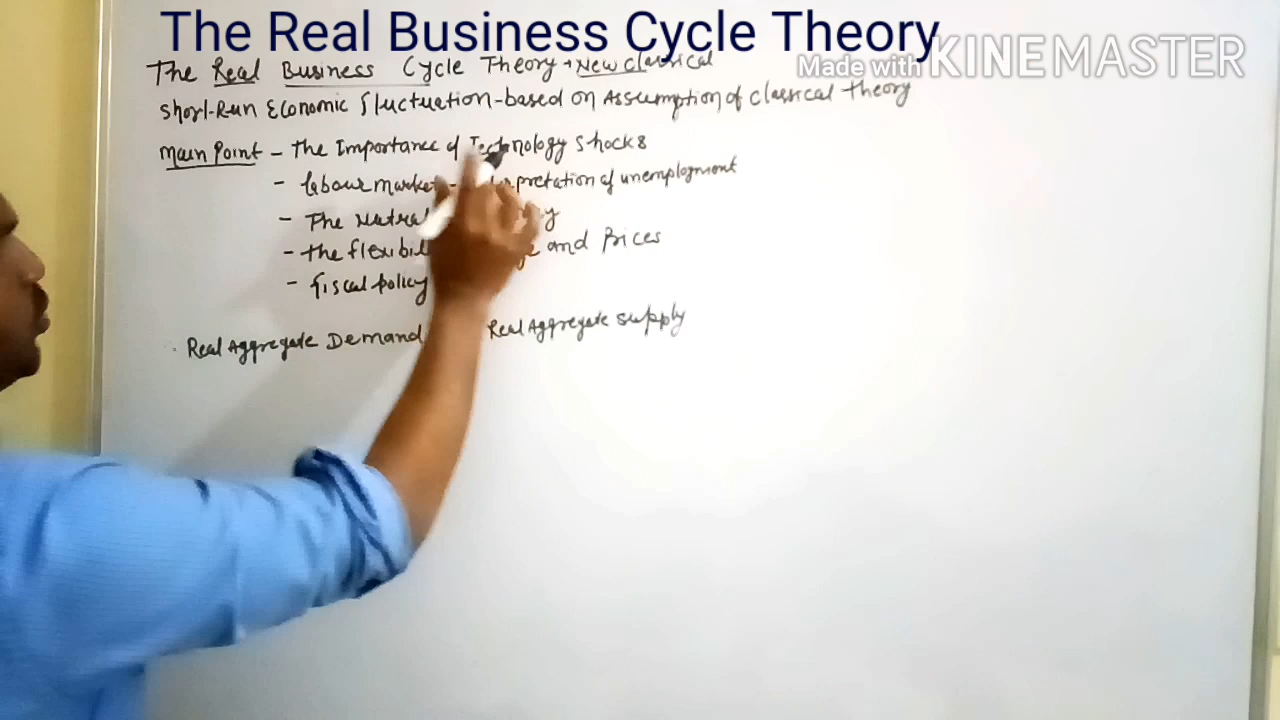 The Real Business Cycle Theory
Made with KINEMASTER
The Real Business Cycle Theory → New Classical
Short-Run Economic Fluctuation - based on Assumption of Classical Theory
Main Point - The Importance of Technology Shocks
- labour market - interpretation of unemployment
- The
- The and Prices
- fiscal policy
Real Aggregate Demand Real Aggregate Supply